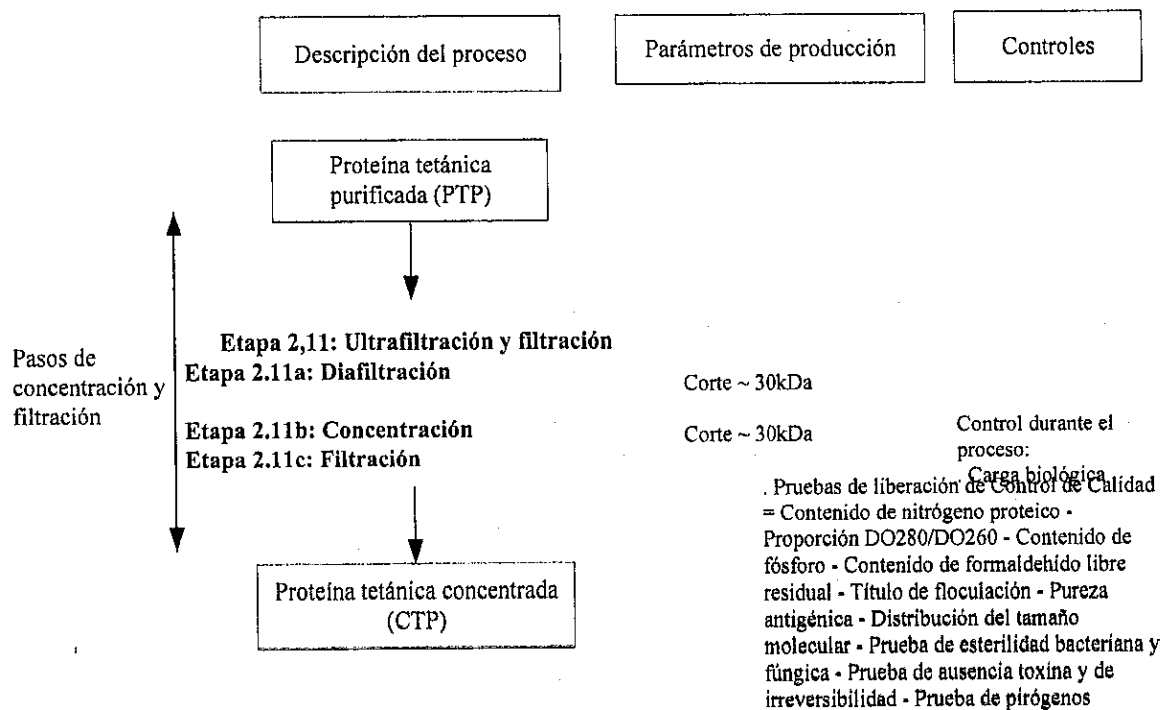 Descripción del proceso
Parámetros de producción
Controles
Proteína tetánica
purificada (PTP)
Etapa 2,11: Ultrafiltración y filtración
Etapa 2.11a: Diafiltración
Corte ~ 30kDa
Pasos de
concentración y
filtración
Etapa 2.11b: Concentración
Corte ~ 30kDa
Etapa 2.11c: Filtración
Control durante el
proceso:
Carga biológica
. Pruebas de liberación de Control de Calidad
= Contenido de nitrógeno proteico -
Proporción DO280/DO260 - Contenido de
fósforo - Contenido de formaldehído libre
residual - Título de floculación - Pureza
antigénica - Distribución del tamaño
molecular - Prueba de esterilidad bacteriana y
fúngica - Prueba de ausencia toxina y de
irreversibilidad - Prueba de pirógenos
Proteína tetánica concentrada
(CTP)